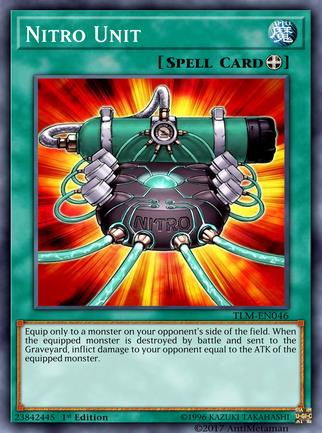 Nitro Unit
[Spell Card]
NITRO
TLM-EN046
Equip only to a monster on your opponent's side of the field. When
the equipped monster is destroyed by battle and sent to the
Graveyard, inflict damage to your opponent equal to the ATK of the
equipped monster.
23842445 1st Edition ©1996 KAZUKI TAKAHASHI
©2017 AntiMetaman